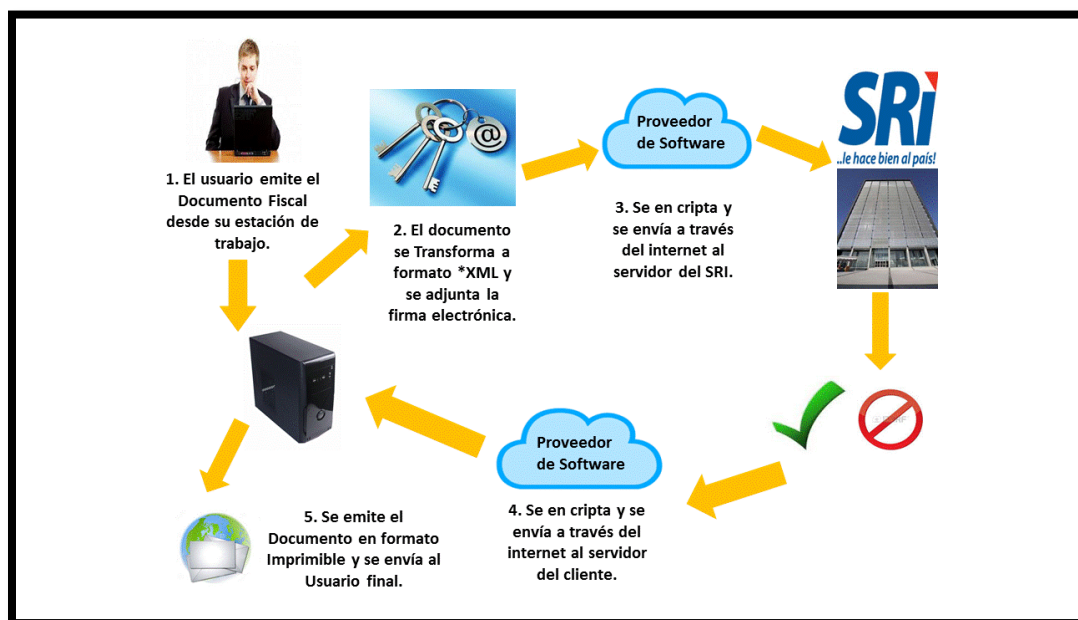 1. El usuario emite el
Documento Fiscal
desde su estación de
trabajo.
@
2. El documento
se Transforma a
formato *XML y
se adjunta la
firma electrónica.
Proveedor
de Software
3. Se en cripta y
se envía a través
del internet al
servidor del SRI.
SRi
..le hace bien al país!
Proveedor
de Software
4. Se en cripta y se
envía a través del
internet al servidor
del cliente.
5. Se emite el
Documento en formato
Imprimible y se envía al
Usuario final.